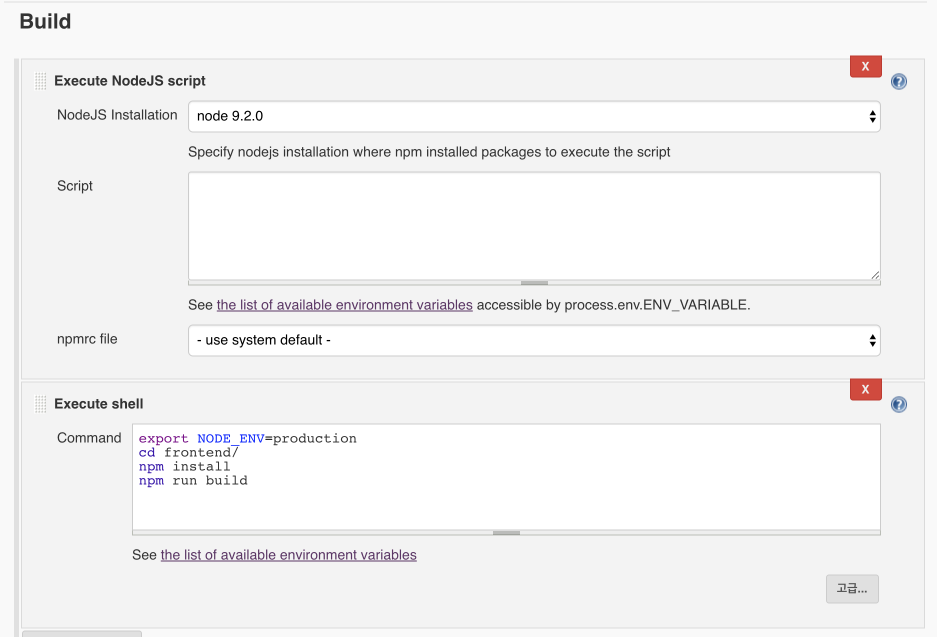 Build
Execute NodeJS script
X
NodeJS Installation
node 9.2.0
Specify nodejs installation where npm installed packages to execute the script
Script
See the list of available environment variables accessible by process.env.ENV_VARIABLE.
npmrc file
- use system default -
Execute shell
X
Command
export NODE_ENV=production
cd frontend/
npm install
npm run build
See the list of available environment variables
고급...